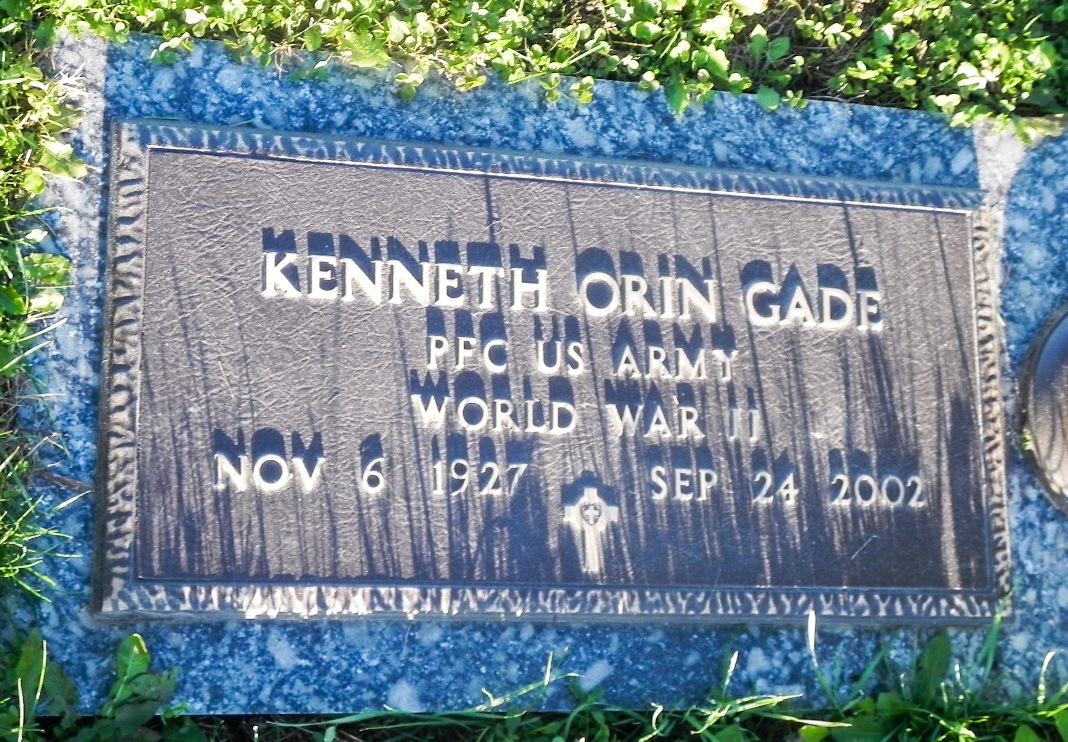 KENNETH ORIN GADE
PFC US ARMY
WORLD WAR II
NOV 6 1927 SEP 24 2002